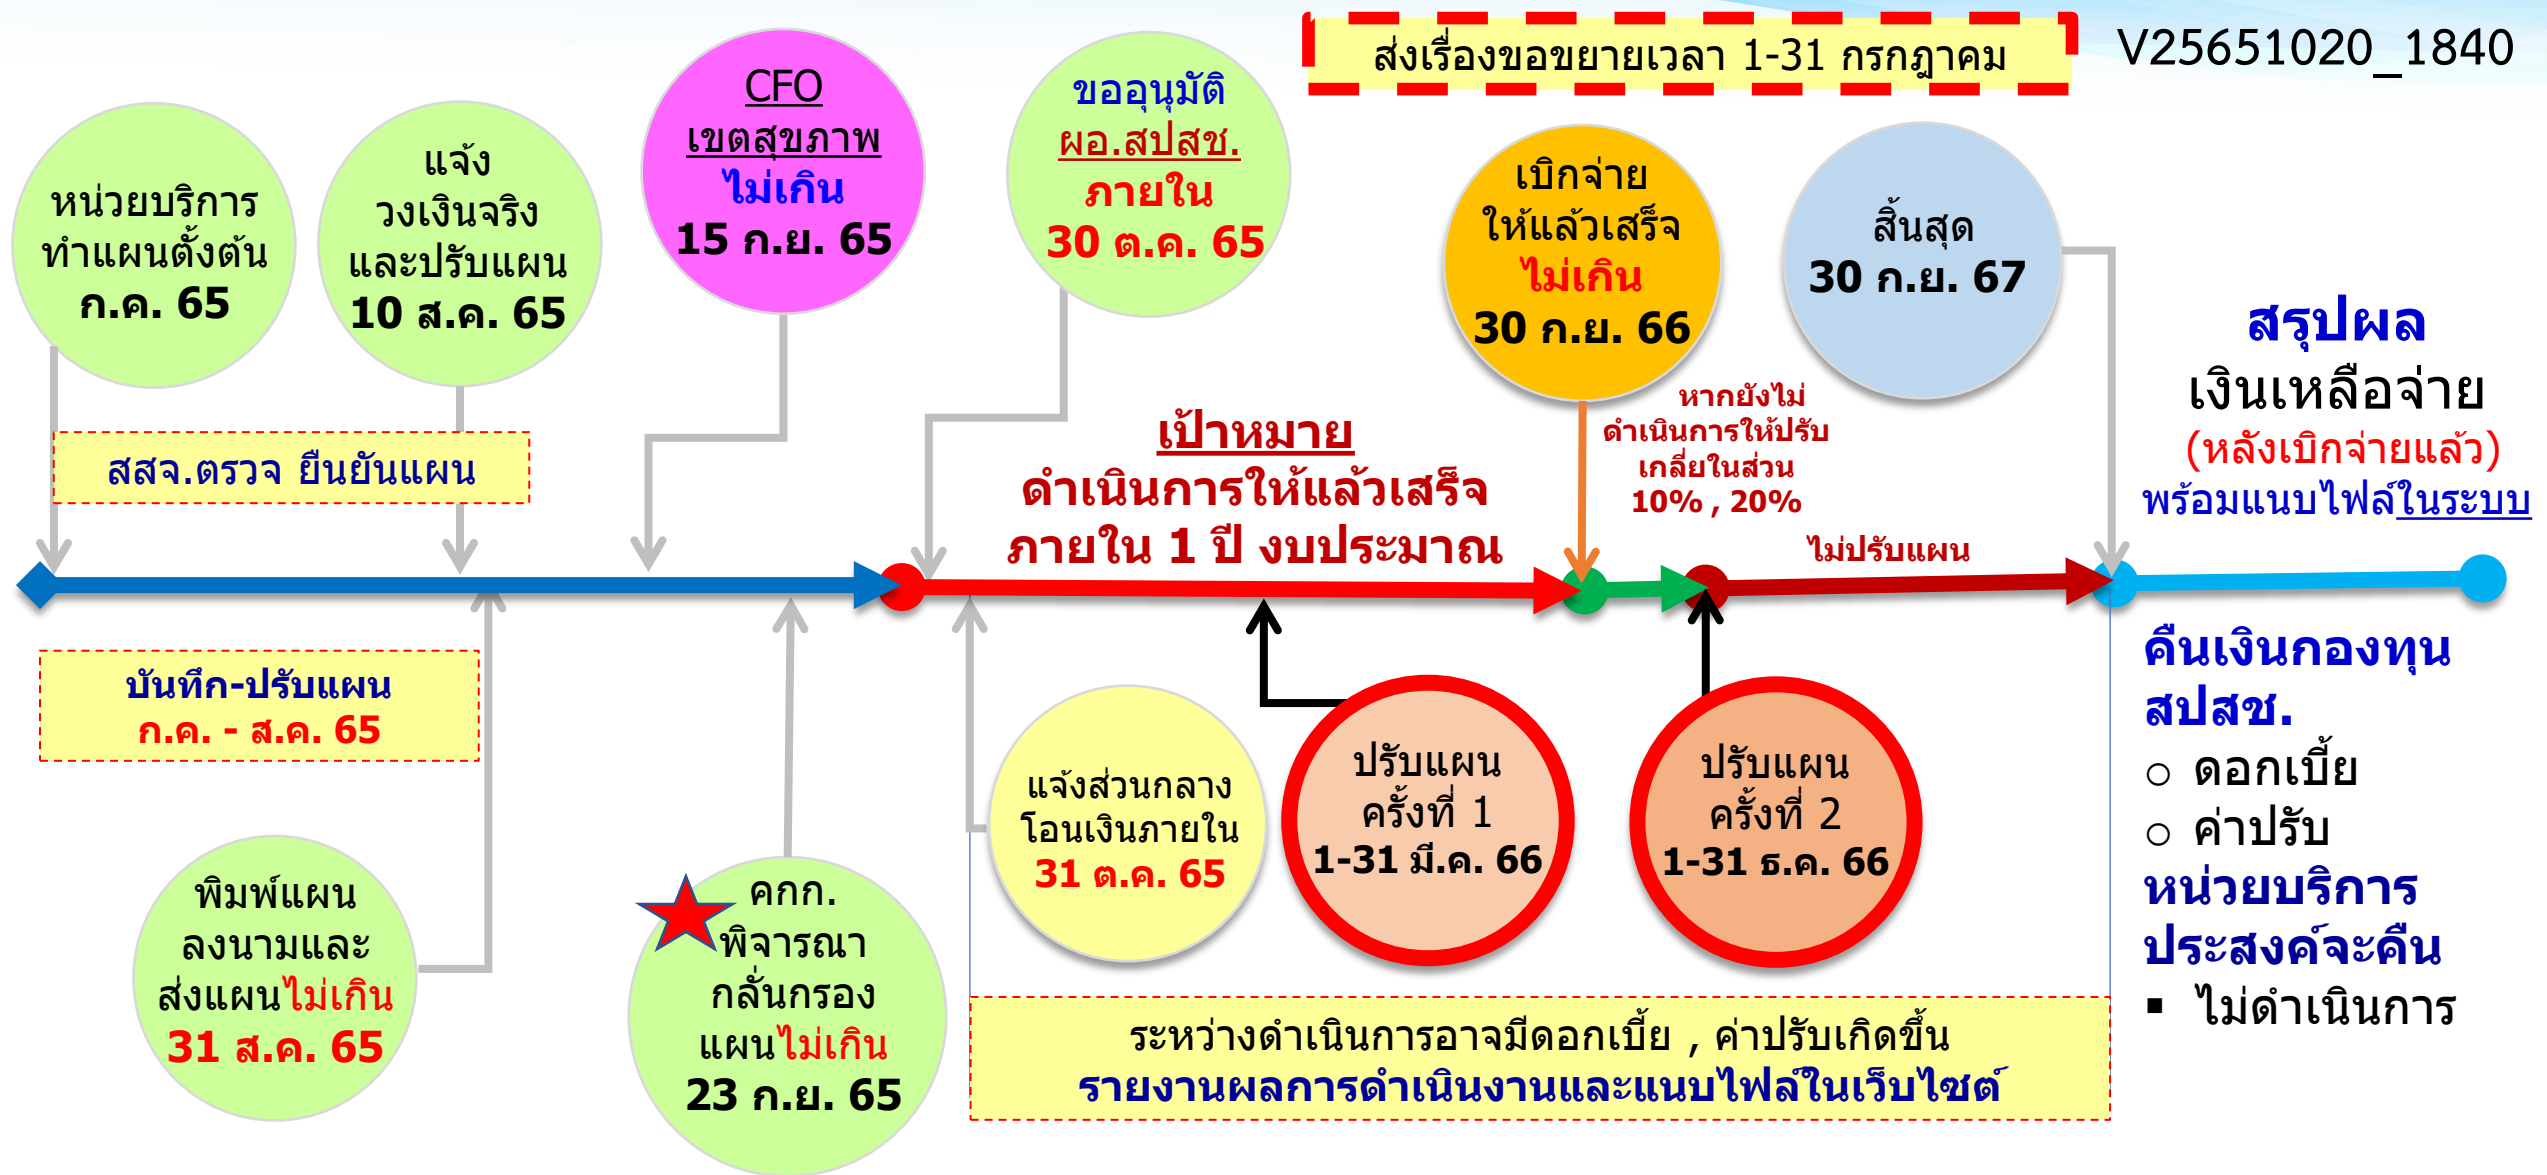 ส่งเรื่องขอขยายเวลา 1-31 กรกฎาคม
V25651020_1840
หน่วยบริการ
ทำแผนตั้งต้น
ก.ค. 65
แจ้ง
วงเงินจริง
และปรับแผน
10 ส.ค. 65
CFO
เขตสุขภาพ
ไม่เกิน
15 ก.ย. 65
ขออนุมัติ
ผอ.สปสช.
ภายใน
30 ต.ค. 65
เบิกจ่าย
ให้แล้วเสร็จ
ไม่เกิน
30 ก.ย. 66
สิ้นสุด
30 ก.ย. 67
สรุปผล
เงินเหลือจ่าย
(หลังเบิกจ่ายแล้ว)
พร้อมแนบไฟล์ในระบบ
สสจ.ตรวจ ยืนยันแผน
เป้าหมาย
ดำเนินการให้แล้วเสร็จ
ภายใน 1 ปี งบประมาณ
หากยังไม่
ดำเนินการให้ปรับ
เกลี่ยในส่วน
10% , 20%
ไม่ปรับแผน
บันทึก-ปรับแผน
ก.ค. - ส.ค. 65
พิมพ์แผน
ลงนามและ
ส่งแผนไม่เกิน
31 ส.ค. 65
คกก.
พิจารณา
กลั่นกรอง
แผนไม่เกิน
23 ก.ย. 65
แจ้งส่วนกลาง
โอนเงินภายใน
31 ต.ค. 65
ปรับแผน
ครั้งที่ 1
1-31 มี.ค. 66
ปรับแผน
ครั้งที่ 2
1-31 ธ.ค. 66
ระหว่างดำเนินการอาจมีดอกเบี้ย , ค่าปรับเกิดขึ้น
รายงานผลการดำเนินงานและแนบไฟล์ในเว็บไซต์
คืนเงินกองทุน
สปสช.
○ ดอกเบี้ย
○ ค่าปรับ
หน่วยบริการ
ประสงค์จะคืน
▪ ไม่ดำเนินการ